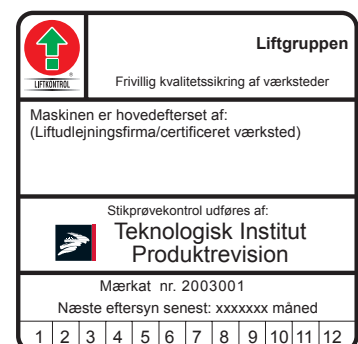 Liftgruppen
LIFTKONTROL
®
Frivillig kvalitetssikring af værksteder
Maskinen er hovedefterset af:
(Liftudlejningsfirma/certificeret værksted)
Stikprøvekontrol udføres af:
Teknologisk Institut
Produktrevision
Mærkat nr. 2003001
Næste eftersyn senest: xxxxxxx måned
1 2 3 4 5 6 7 8 9 10 11 12